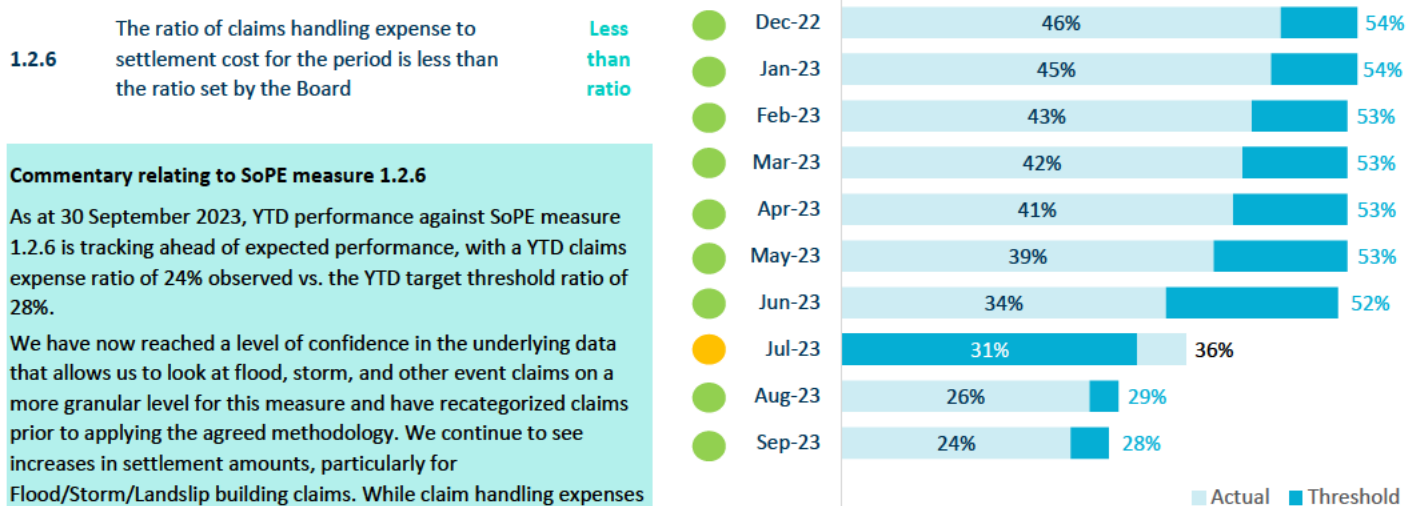 1.2.6
The ratio of claims handling expense to
settlement cost for the period is less than
the ratio set by the Board
Less
than
ratio
Commentary relating to SoPE measure 1.2.6
As at 30 September 2023, YTD performance against SoPE measure
1.2.6 is tracking ahead of expected performance, with a YTD claims
expense ratio of 24% observed vs. the YTD target threshold ratio of
28%.
We have now reached a level of confidence in the underlying data
that allows us to look at flood, storm, and other event claims on a
more granular level for this measure and have recategorized claims
prior to applying the agreed methodology. We continue to see
increases in settlement amounts, particularly for
Flood/Storm/Landslip building claims. While claim handling expenses
Dec-22 46% 54%
Jan-23 45% 54%
Feb-23 43% 53%
Mar-23 42% 53%
Apr-23 41% 53%
May-23 39% 53%
Jun-23 34% 52%
Jul-23 31% 36%
Aug-23 26% 29%
Sep-23 24% 28%
Actual Threshold